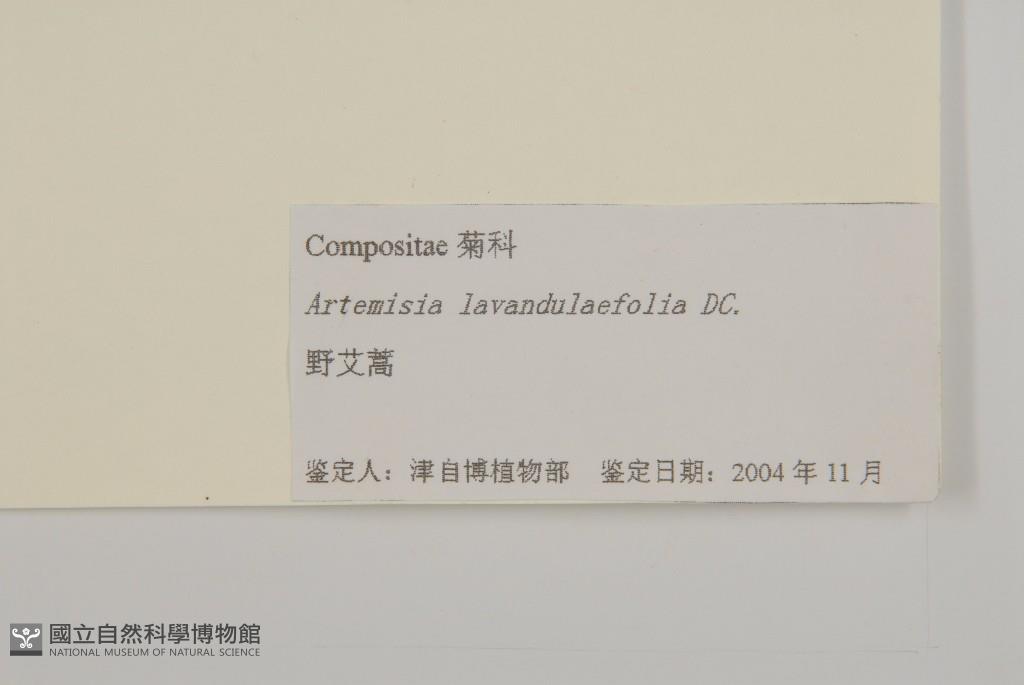 Compositae 菊科
Artemisia lavandulaefolia DC.
野艾蒿
鉴定人：津自博植物部 鉴定日期：2004 年 11 月
國立自然科學博物館
NATIONAL MUSEUM OF NATURAL SCIENCE